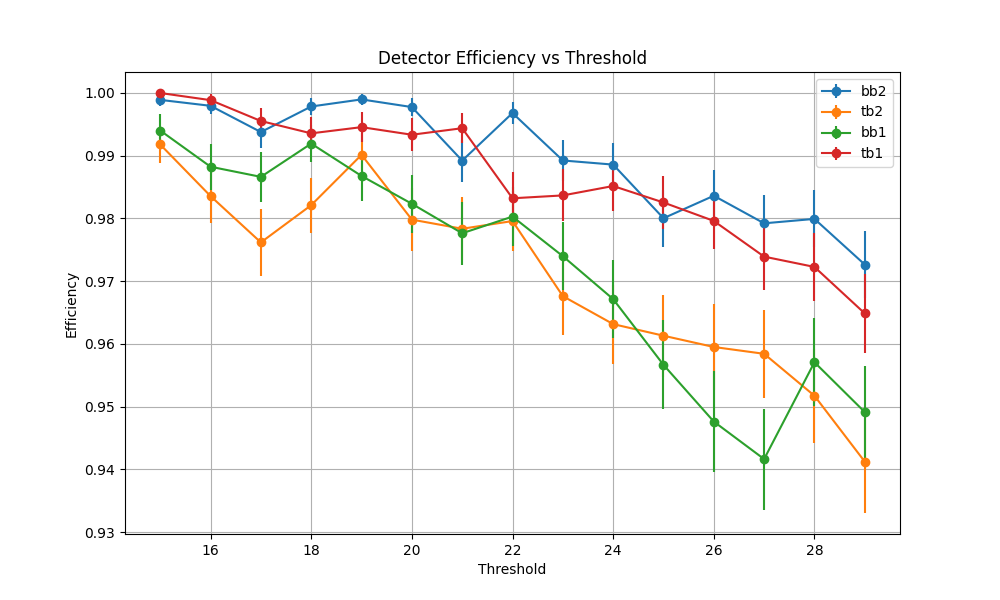 Detector Efficiency vs Threshold
Efficiency
1.00
0.99
0.98
0.97
0.96
0.95
0.94
0.93
16
18
20
22
24
26
28
Threshold
bb2
tb2
bb1
tb1